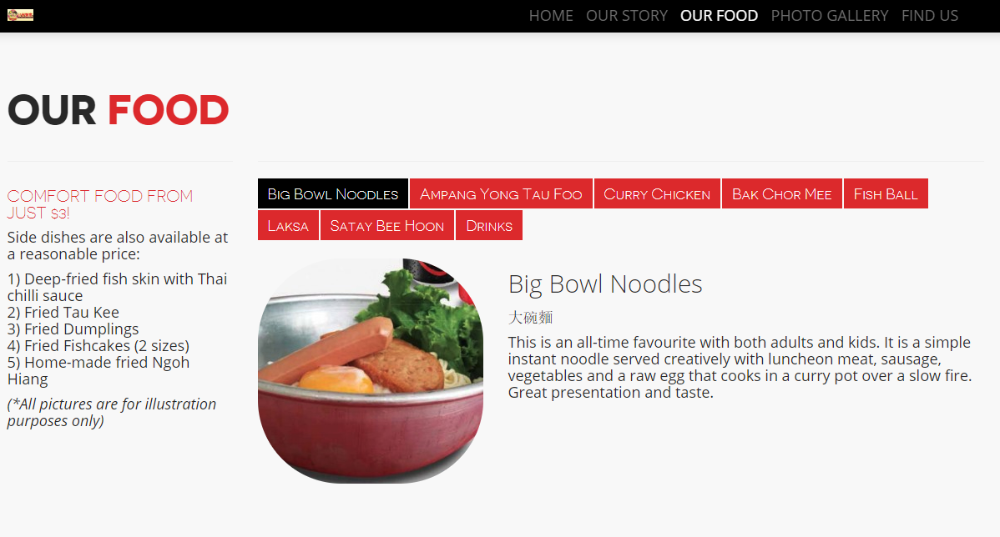 HOME OUR STORY OUR FOOD PHOTO GALLERY FIND US
OUR FOOD
COMFORT FOOD FROM
JUST $3!
Side dishes are also available at
a reasonable price:
1) Deep-fried fish skin with Thai
chilli sauce
2) Fried Tau Kee
3) Fried Dumplings
4) Fried Fishcakes (2 sizes)
5) Home-made fried Ngoh
Hiang
(*All pictures are for illustration
purposes only)
Big Bowl Noodles Ampang Yong Tau Foo Curry Chicken Bak Chor Mee Fish Ball
Laksa Satay Bee Hoon Drinks
Big Bowl Noodles
大碗麵
This is an all-time favourite with both adults and kids. It is a simple
instant noodle served creatively with luncheon meat, sausage,
vegetables and a raw egg that cooks in a curry pot over a slow fire.
Great presentation and taste.